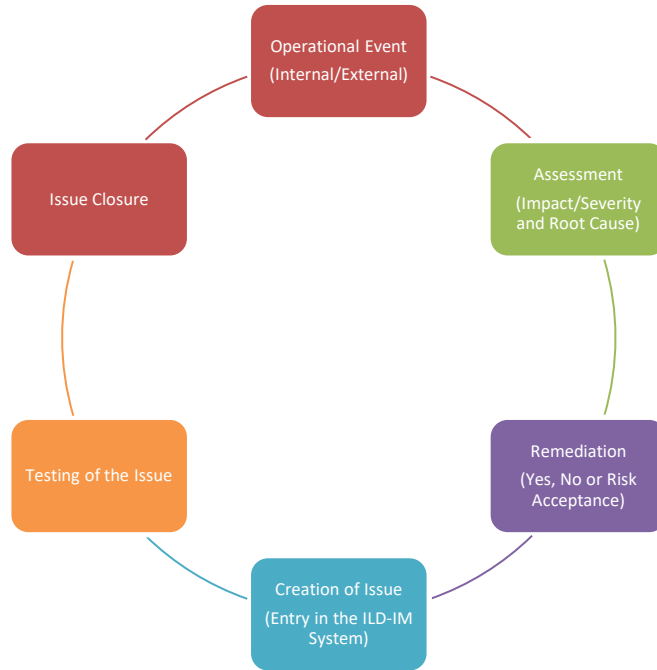 Operational Event
(Internal/External)
Assessment
(Impact/Severity
and Root Cause)
Remediation
(Yes, No or Risk
Acceptance)
Creation of Issue
(Entry in the ILD-IM
System)
Testing of the Issue
Issue Closure